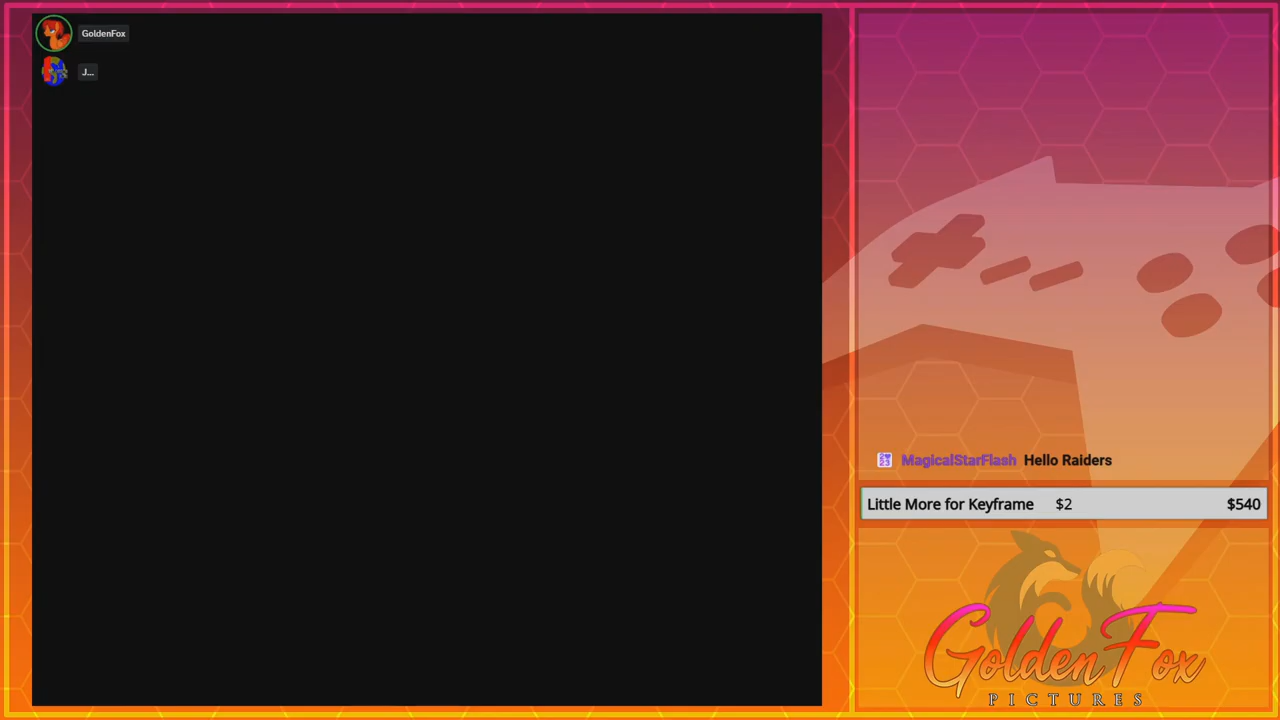 GoldenFox
J...
MagicalStarFlash Hello Raiders
Little More for Keyframe $2 $540
GoldenFox
PICTURES